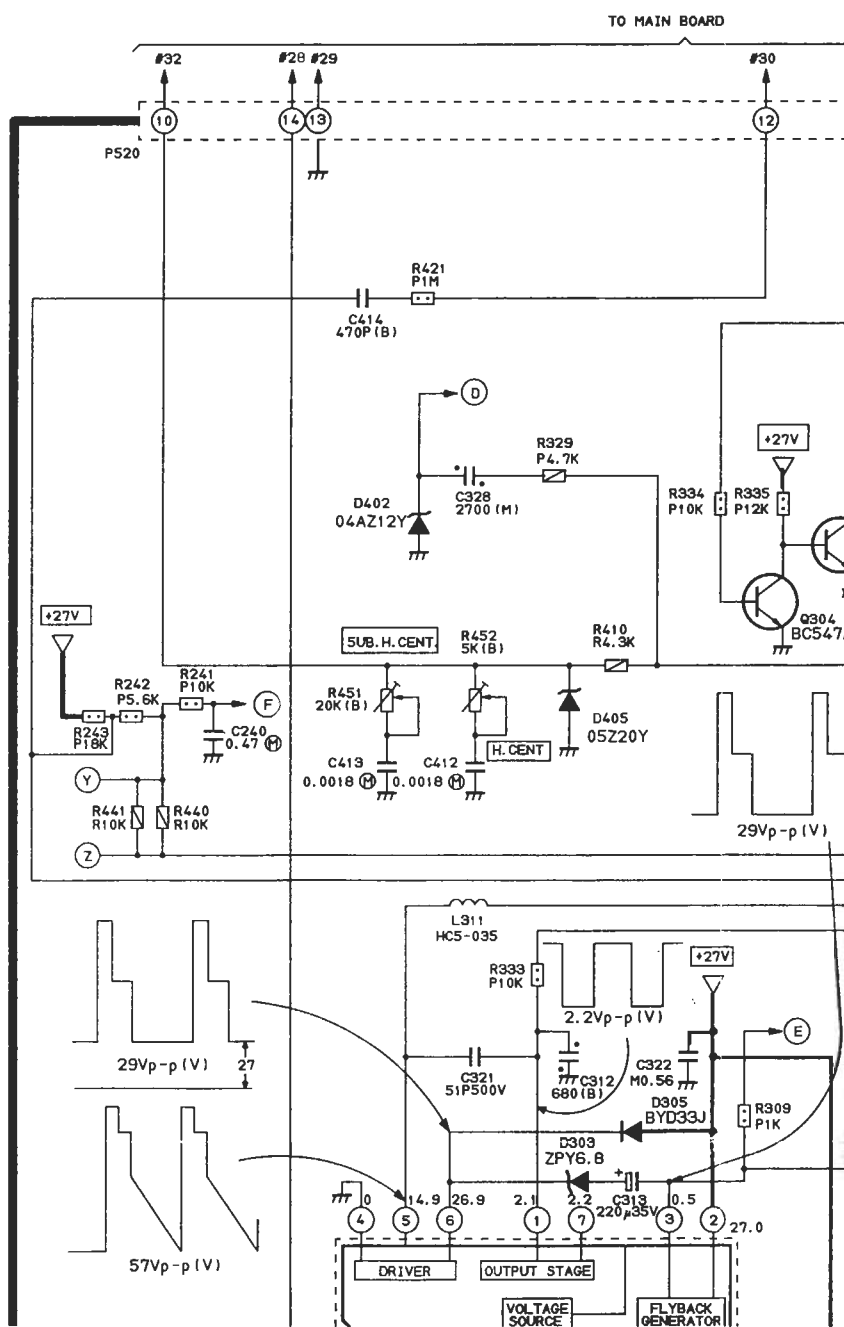 TO MAIN BOARD
#32
#28 #29
#30
10
14
13
12
P520
R421
P1M
C414
470P(B)
D
R329
P4.7K
+27V
C328
2700(M)
D402
04AZ12Y
R334
P10K
R335
P12K
+27V
SUB.H.CENT.
R452
5K(B)
R410
R4.3K
Q304
BC547
R241
P10K
R242
P5.6K
F
R451
20K(B)
D405
05Z20Y
R243
P18K
C240
0.47 M
H.CENT
C413
0.0018 M
C412
0.0018 M
Y
R441
R10K
R440
R10K
29Vp-p(V)
Z
L311
HC5-035
R333
P10K
+27V
2.2Vp-p(V)
E
29Vp-p(V)
27
C321
51P500V
C312
680(B)
C322
M0.56
D305
BYD33J
R309
P1K
D303
ZPY6.8
+
C313
220μ35V
0
14.9
26.9
2.1
2.2
0.5
27.0
4
5
6
1
7
3
2
57Vp-p(V)
DRIVER
OUTPUT STAGE
VOLTAGE
SOURCE
FLYBACK
GENERATOR